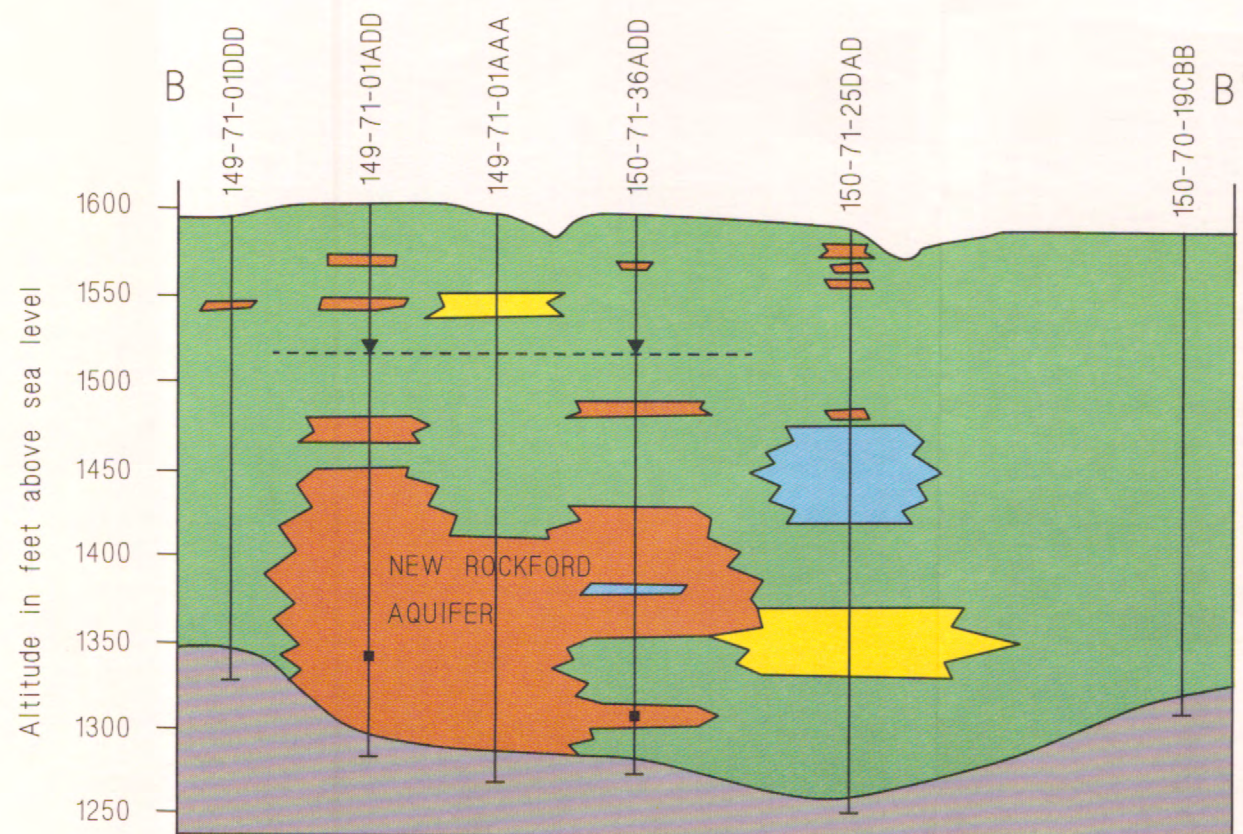 B
149-71-01DDD
149-71-01ADD
149-71-01AAA
150-71-36ADD
150-71-25DAD
150-70-19CBB
B
Altitude in feet above sea level
1600
1550
1500
1450
1400
1350
1300
1250
NEW ROCKFORD
AQUIFER